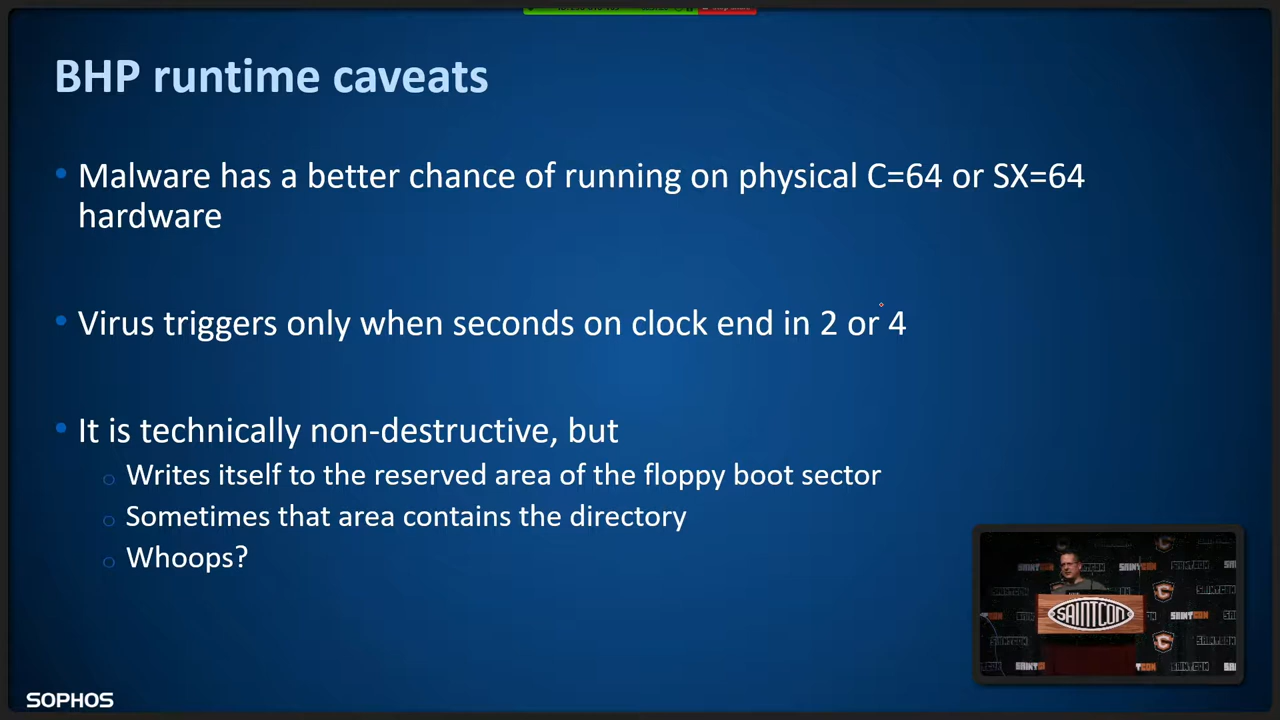 BHP runtime caveats
• Malware has a better chance of running on physical C=64 or SX=64
hardware
• Virus triggers only when seconds on clock end in 2 or 4
• It is technically non-destructive, but
o Writes itself to the reserved area of the floppy boot sector
o Sometimes that area contains the directory
o Whoops?
SAINTCON
SAINTCON
SOPHOS